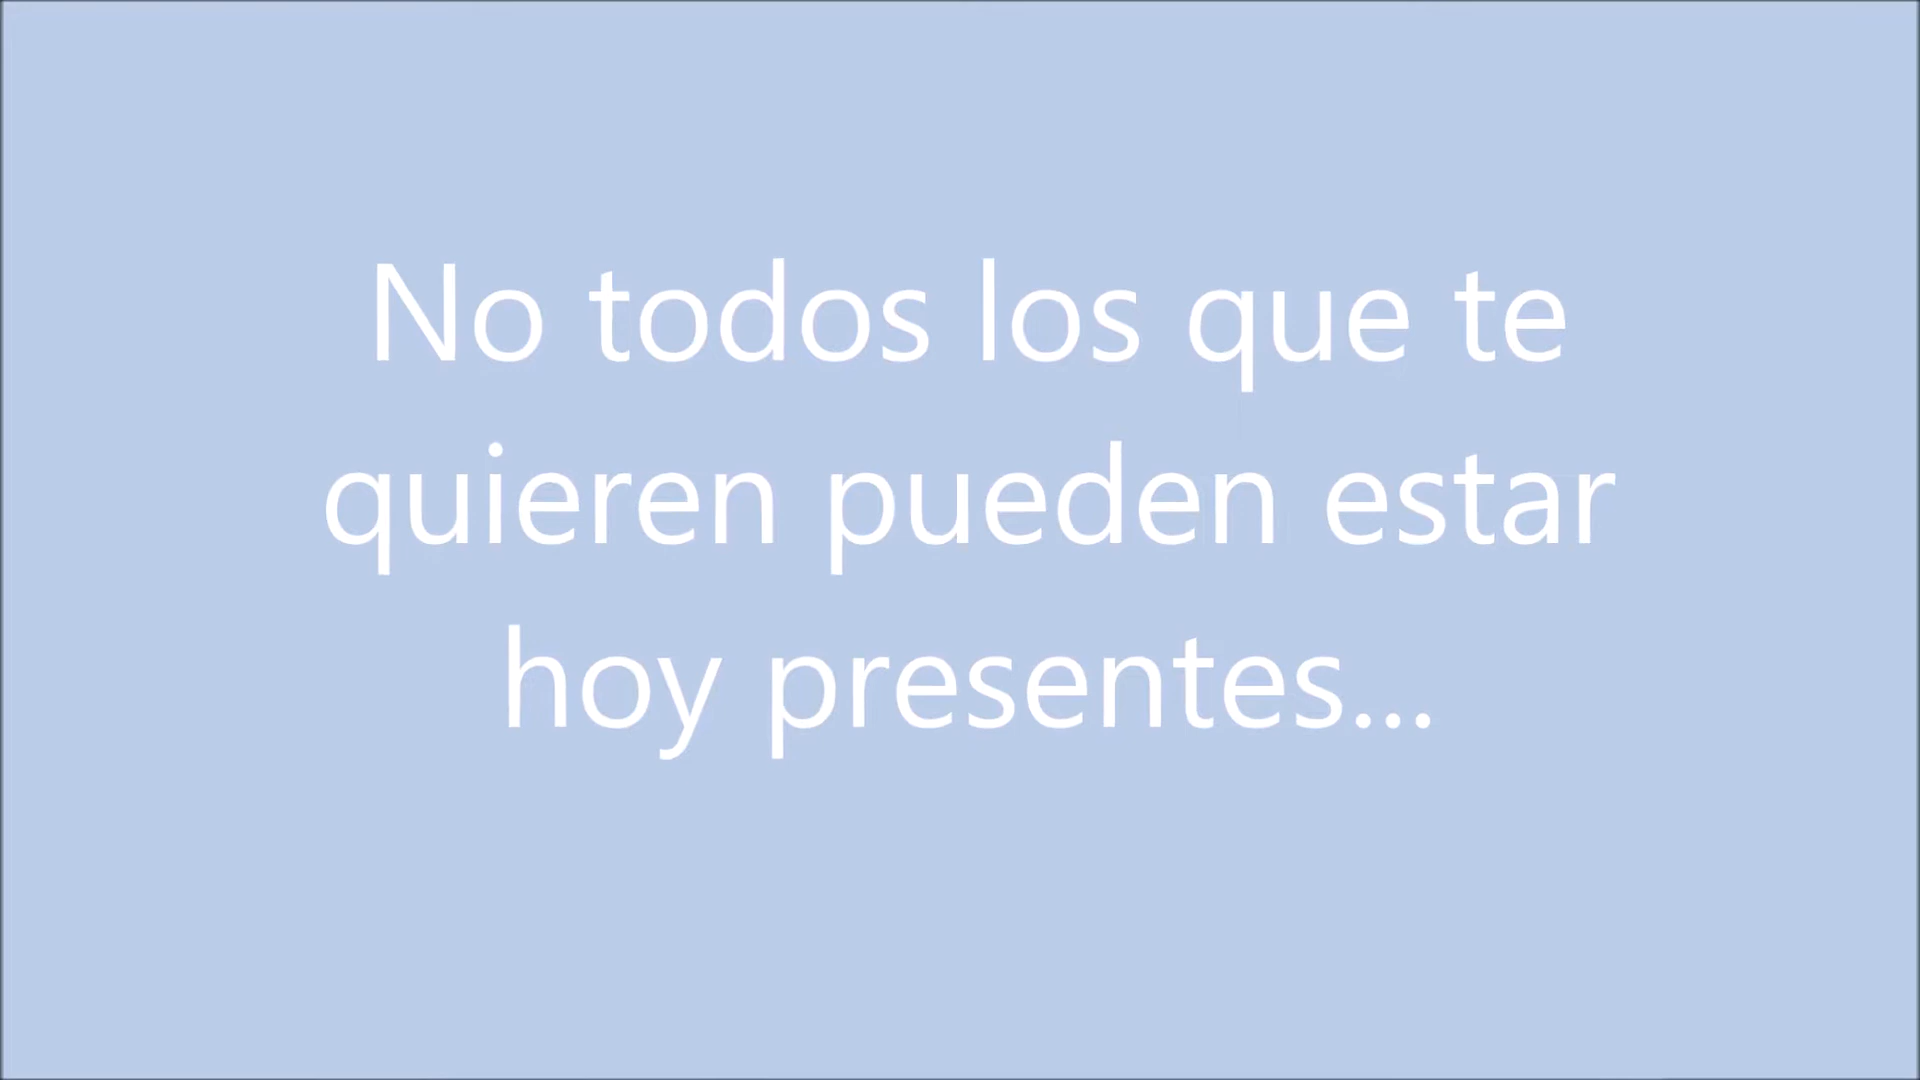 No todos los que te
quieren pueden estar
hoy presentes...